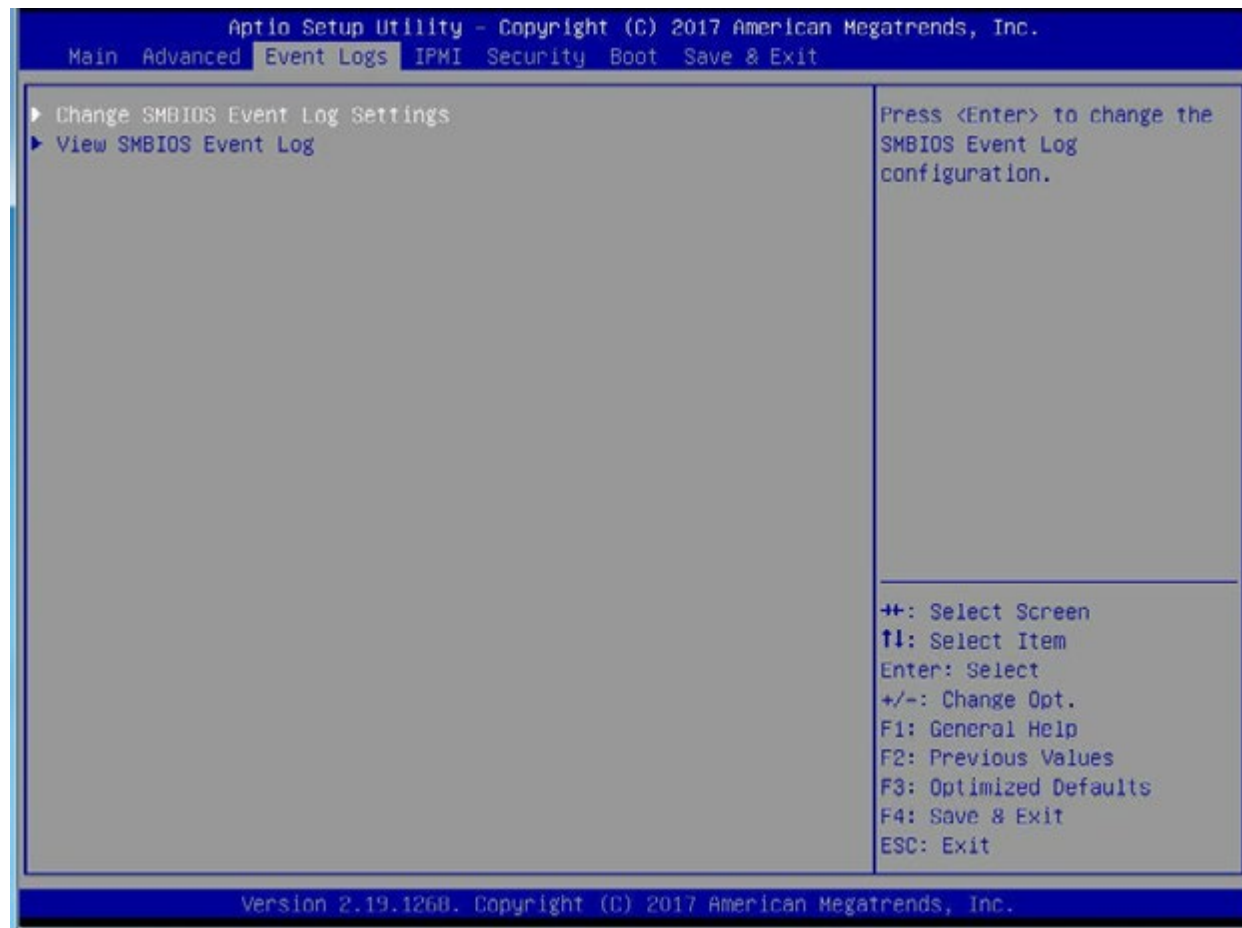 Aptio Setup Utility - Copyright (C) 2017 American Megatrends, Inc.
Main Advanced Event Logs IPMI Security Boot Save & Exit
Change SMBIOS Event Log Settings
View SMBIOS Event Log
Press <Enter> to change the
SMBIOS Event Log
configuration.
→←: Select Screen
↑↓: Select Item
Enter: Select
+/-: Change Opt.
F1: General Help
F2: Previous Values
F3: Optimized Defaults
F4: Save & Exit
ESC: Exit
Version 2.19.1268. Copyright (C) 2017 American Megatrends, Inc.